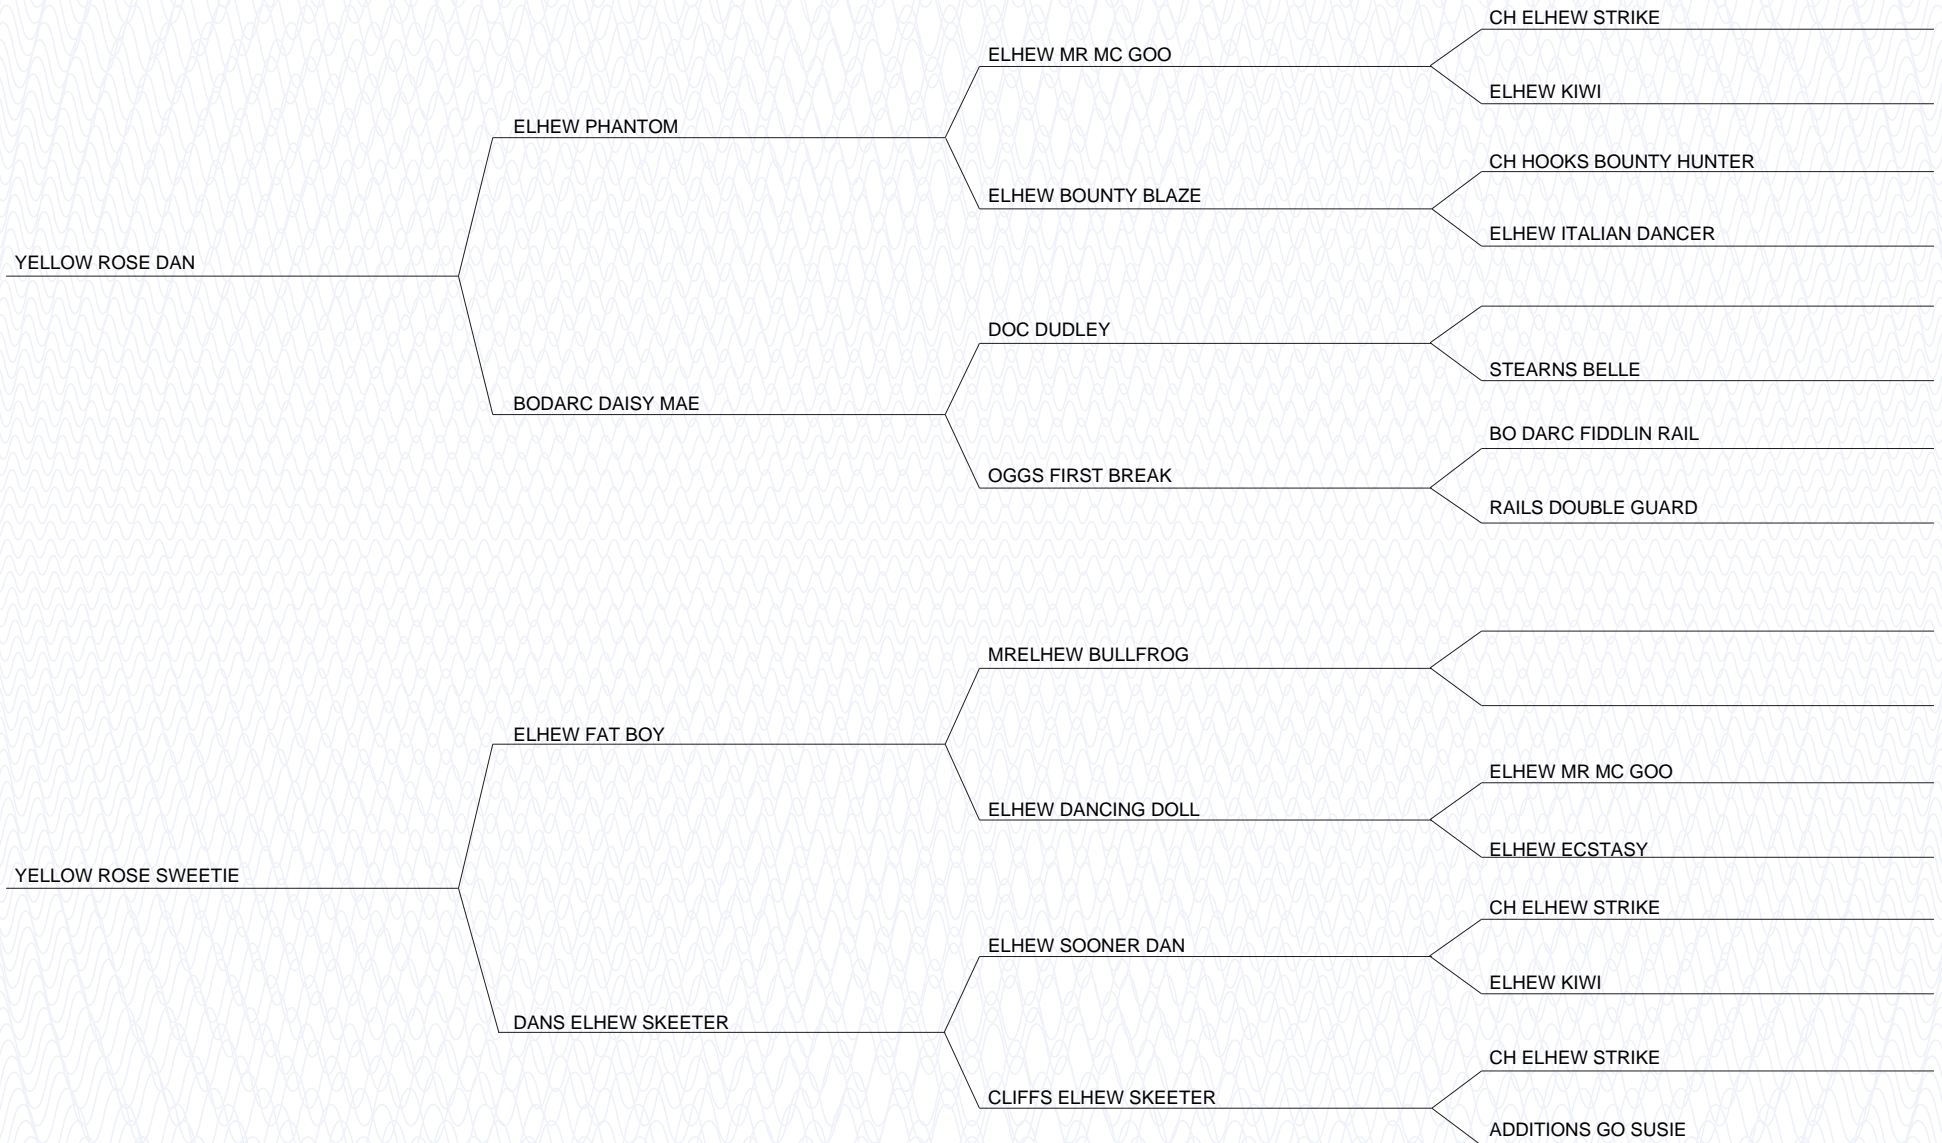 CH ELHEW STRIKE
ELHEW MR MC GOO
ELHEW KIWI
ELHEW PHANTOM
CH HOOKS BOUNTY HUNTER
ELHEW BOUNTY BLAZE
ELHEW ITALIAN DANCER
YELLOW ROSE DAN
DOC DUDLEY
STEARNS BELLE
BODARC DAISY MAE
BO DARC FIDDLIN RAIL
OGGS FIRST BREAK
RAILS DOUBLE GUARD
MRELHEW BULLFROG
ELHEW FAT BOY
ELHEW MR MC GOO
ELHEW DANCING DOLL
ELHEW ECSTASY
YELLOW ROSE SWEETIE
CH ELHEW STRIKE
ELHEW SOONER DAN
ELHEW KIWI
DANS ELHEW SKEETER
CH ELHEW STRIKE
CLIFFS ELHEW SKEETER
ADDITIONS GO SUSIE